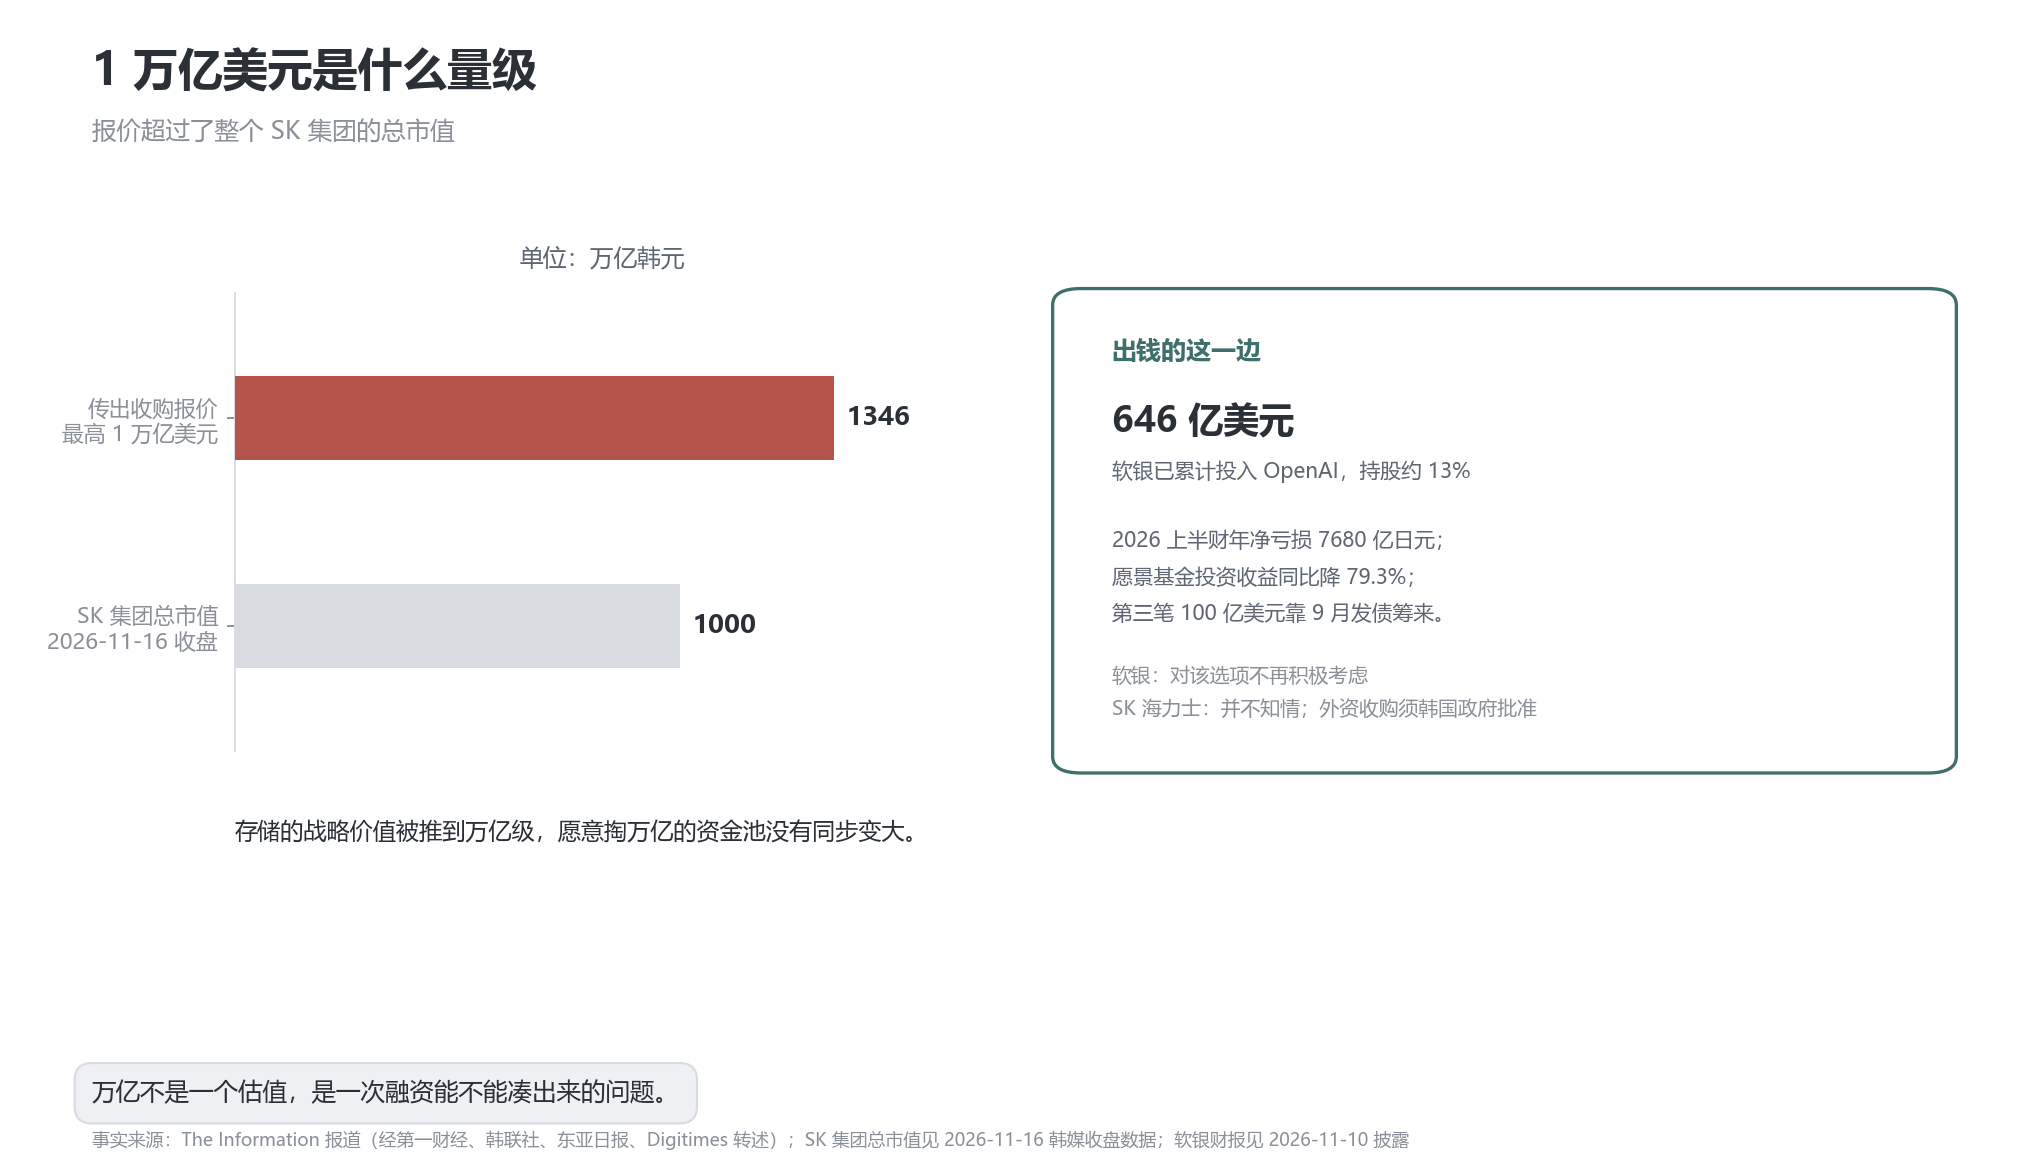 1 万亿美元是什么量级
报价超过了整个 SK 集团的总市值
单位：万亿韩元
传出收购报价
最高 1 万亿美元
1346
SK 集团总市值
2026-11-16 收盘
1000
存储的战略价值被推到万亿级，愿意掏万亿的资金池没有同步变大。
出钱的这一边
646 亿美元
软银已累计投入 OpenAI，持股约 13%
2026 上半财年净亏损 7680 亿日元；
愿景基金投资收益同比降 79.3%；
第三笔 100 亿美元靠 9 月发债筹来。
软银：对该选项不再积极考虑
SK 海力士：并不知情；外资收购须韩国政府批准
万亿不是一个估值，是一次融资能不能凑出来的问题。
事实来源：The Information 报道（经第一财经、韩联社、东亚日报、Digitimes 转述）；SK 集团总市值见 2026-11-16 韩媒收盘数据；软银财报见 2026-11-10 披露